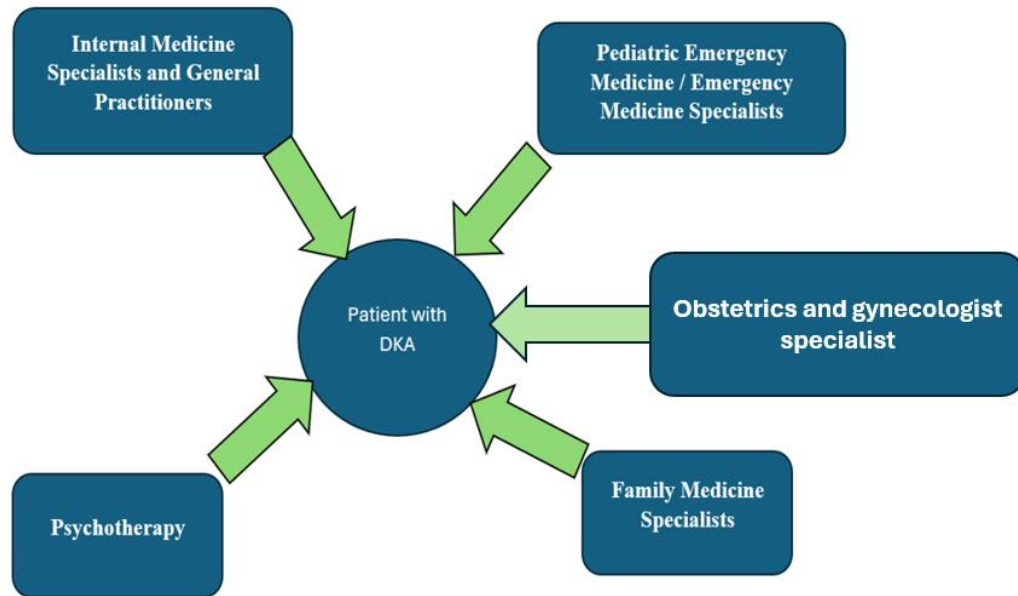 Internal Medicine
Specialists and General
Practitioners
Pediatric Emergency
Medicine / Emergency
Medicine Specialists
Patient with
DKA
Obstetrics and gynecologist
specialist
Psychotherapy
Family Medicine
Specialists